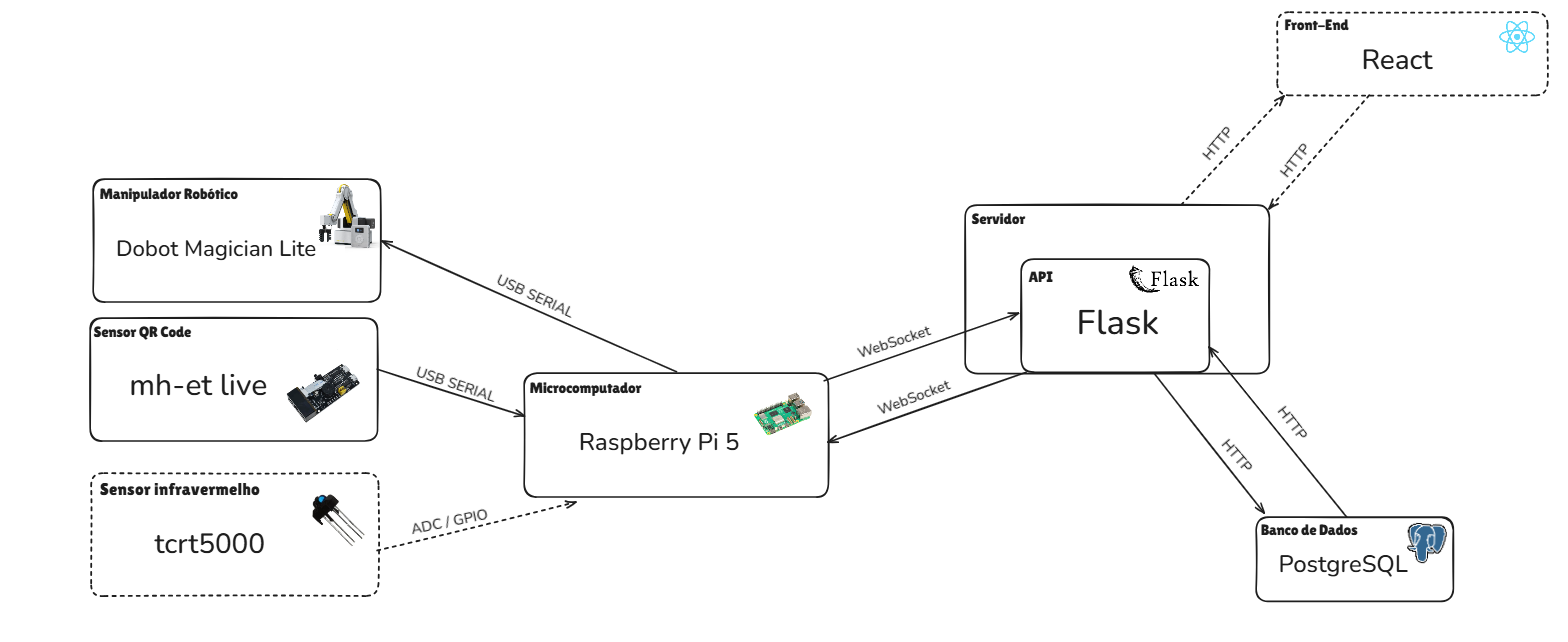 Front-End
React
HTTP
HTTP
Manipulador Robótico
Dobot Magician Lite
USB SERIAL
Servidor
API
Flask
Flask
WebSocket
WebSocket
Sensor QR Code
mh-et live
USB SERIAL
Microcomputador
Raspberry Pi 5
Sensor infravermelho
tcrt5000
ADC / GPIO
HTTP
HTTP
Banco de Dados
PostgreSQL